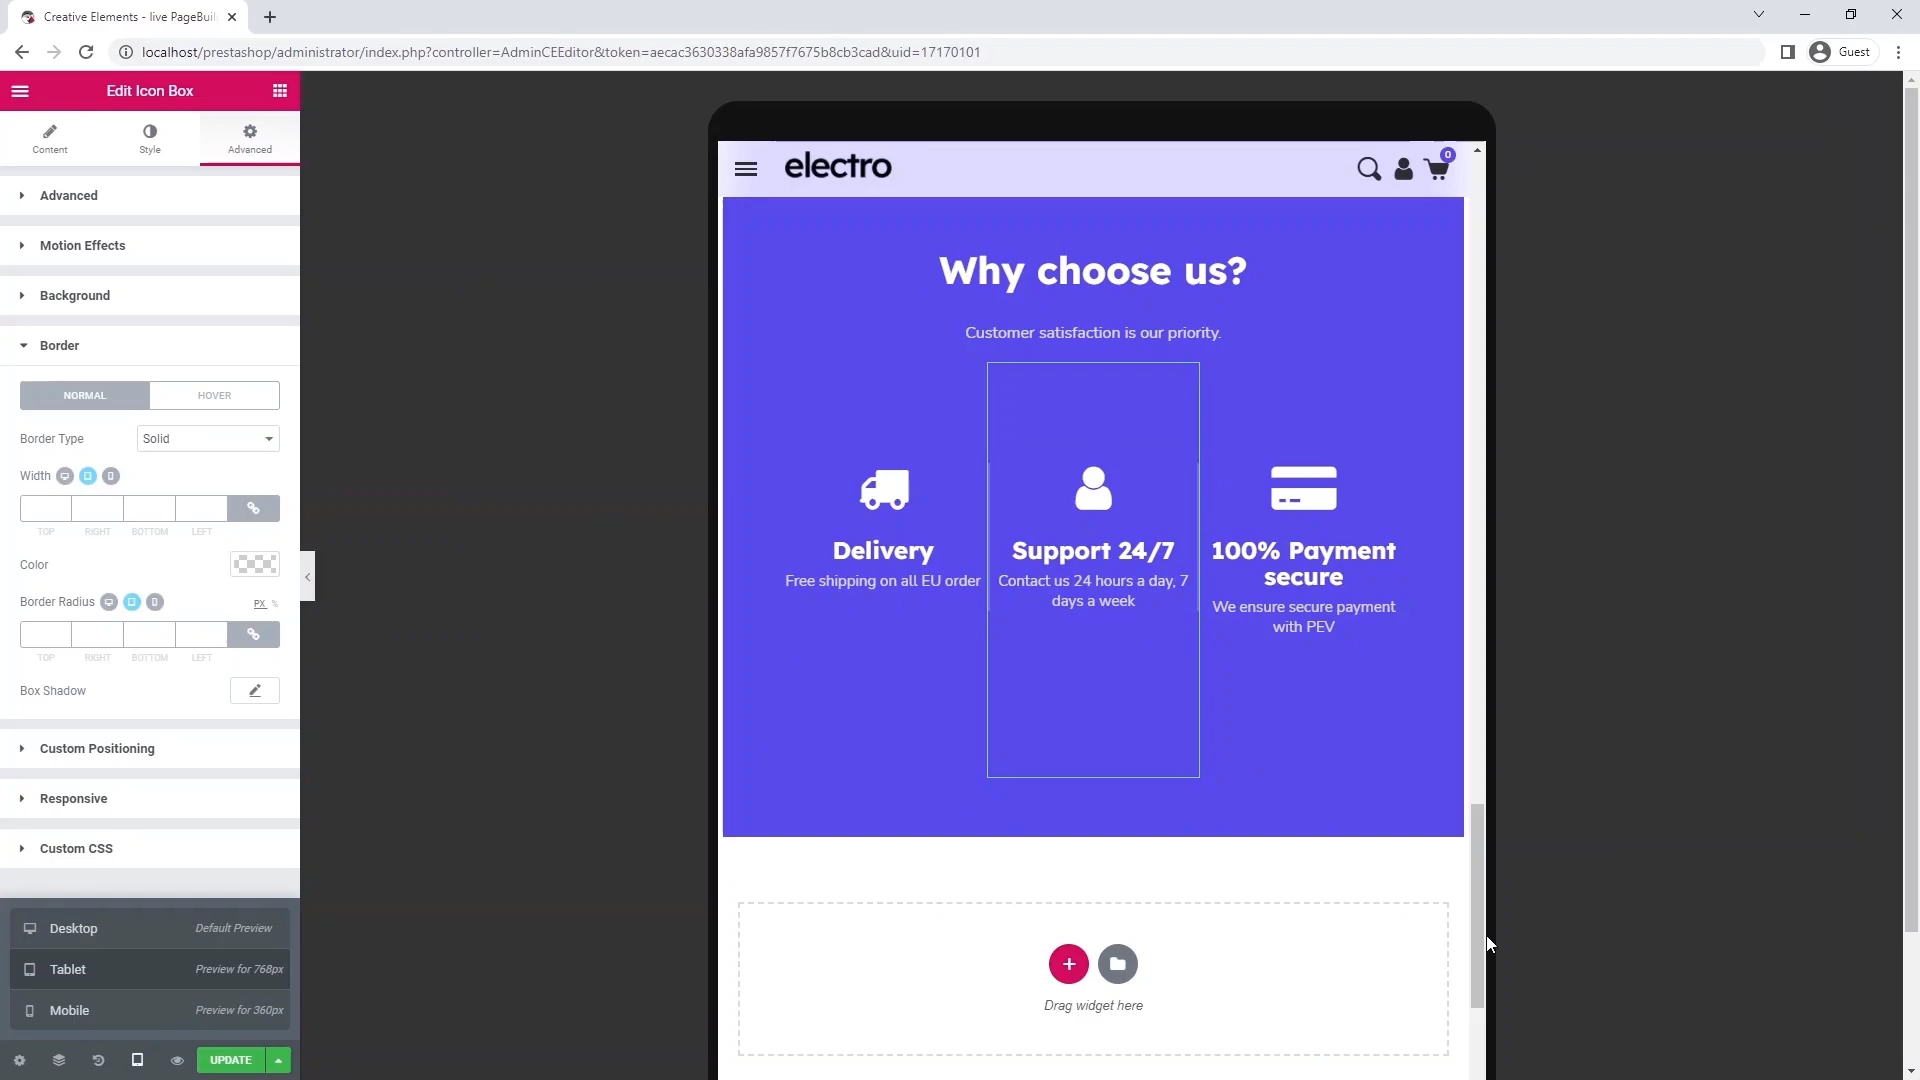 Creative Elements - live PageBuil
localhost/prestashop/administrator/index.php?controller=AdminCEEditor&token=aecac3630338afa9857f7675b8cb3cad&uid=17170101
Guest
Edit Icon Box
Content
Style
Advanced
Advanced
Motion Effects
Background
Border
NORMAL
HOVER
Border Type
Solid
Width
TOP
RIGHT
BOTTOM
LEFT
Color
Border Radius
PX
%
TOP
RIGHT
BOTTOM
LEFT
Box Shadow
Custom Positioning
Responsive
Custom CSS
Desktop
Default Preview
Tablet
Preview for 768px
Mobile
Preview for 360px
UPDATE
electro
0
Why choose us?
Customer satisfaction is our priority.
Delivery
Free shipping on all EU order
Support 24/7
Contact us 24 hours a day, 7
days a week
100% Payment
secure
We ensure secure payment
with PEV
Drag widget here